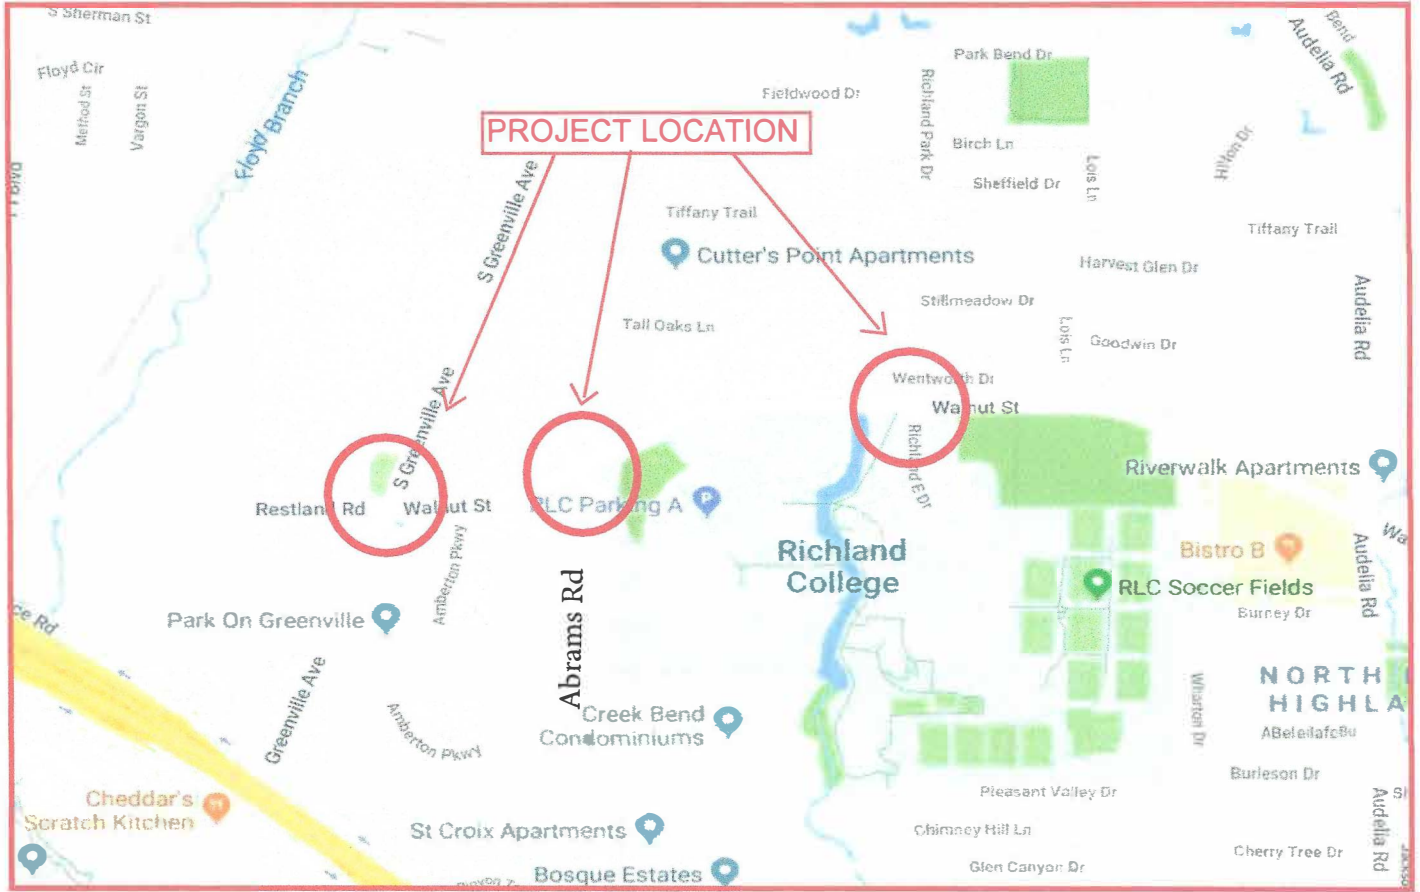 S Sherman St
Floyd Cir
Method St
Vargon St
Floyd Branch
PROJECT LOCATION
S Greenville Ave
Fieldwood Dr
Park Bend Dr
Richland Park Dr
Birch Ln
Sheffield Dr
Lois Ln
Bend
Audelia Rd
Hilton Dr
Tiffany Trail
Tiffany Trail
Cutter's Point Apartments
Harvest Glen Dr
Stillmeadow Dr
Tall Oaks Ln
Lois Ln
Goodwin Dr
Audelia Rd
Wentworth Dr
Walnut St
Richland E Dr
S Greenville Ave
Restland Rd
Walnut St
RLC Parking A
P
Riverwalk Apartments
Richland
College
Bistro B
Wa
Audelia Rd
RLC Soccer Fields
Burney Dr
Amberton Pkwy
Abrams Rd
Park On Greenville
ce Rd
Greenville Ave
Amberton Pkwy
Creek Bend
Condominiums
NORTH
HIGHLA
Wharton Dr
Burleson Dr
Pleasant Valley Dr
Cheddar's
Scratch Kitchen
St Croix Apartments
Chimney Hill Ln
Audelia Rd
Cherry Tree Dr
Glen Canyon Dr
Bosque Estates